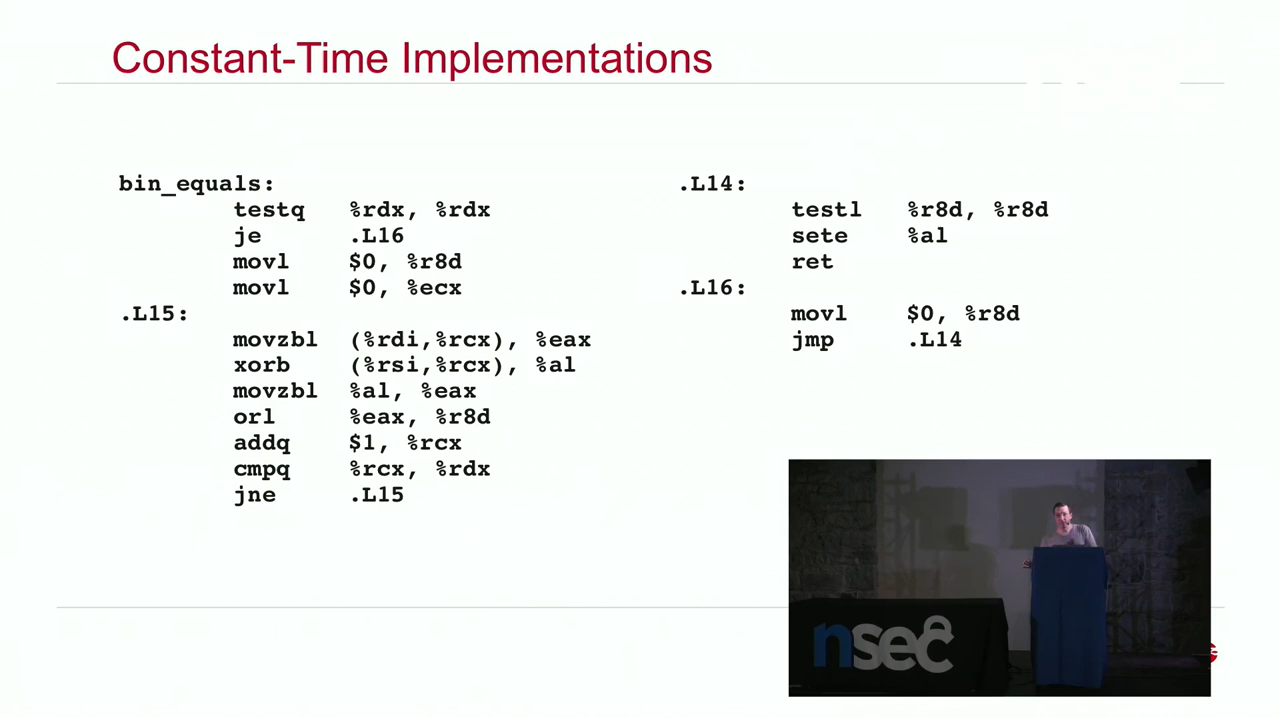 Constant-Time Implementations
bin_equals:
testq %rdx, %rdx
je .L16
movl $0, %r8d
movl $0, %ecx
.L15:
movzbl (%rdi,%rcx), %eax
xorb (%rsi,%rcx), %al
movzbl %al, %eax
orl %eax, %r8d
addq $1, %rcx
cmpq %rcx, %rdx
jne .L15
.L14:
testl %r8d, %r8d
sete %al
ret
.L16:
movl $0, %r8d
jmp .L14
nsec